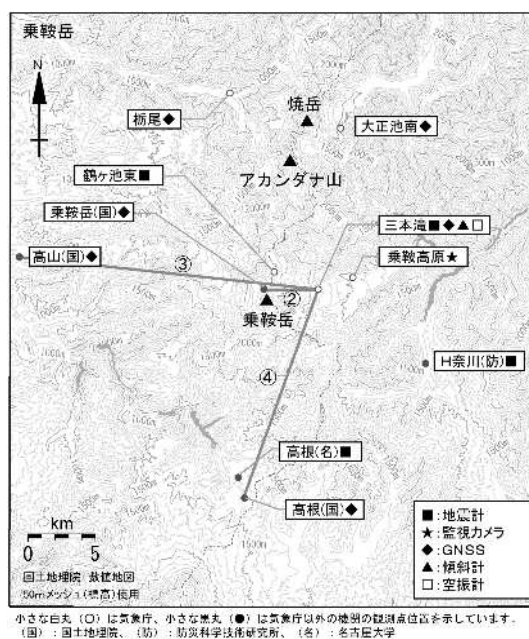 乗鞍岳
N
焼岳
栃尾◆
大正池南◆
アカンダナ山
鶴ヶ池東■
乗鞍岳(国)◆
三本滝■◆▲□
高山(国)◆
③
乗鞍高原★
②
乗鞍岳
H奈川(防)■
④
高根(名)■
高根(国)◆
km
0 5
国土地理院 数値地図
50mメッシュ(標高)使用
■:地震計
★:監視カメラ
◆:GNSS
▲:傾斜計
□:空振計
小さな白丸(○)は気象庁、小さな黒丸(●)は気象庁以外の機関の観測点位置を示しています。
(国):国土地理院、(防):防災科学技術研究所、(名):名古屋大学